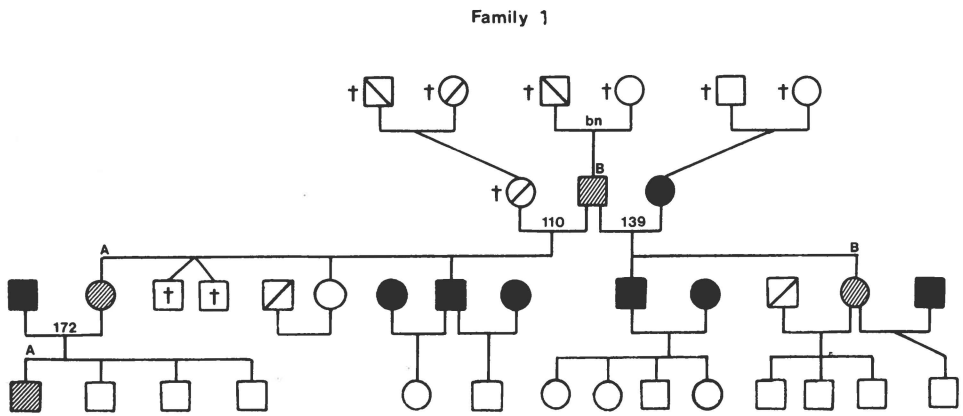 Family 1
† † † † † †
bn
B
†
110 139
A B
† †
172
A